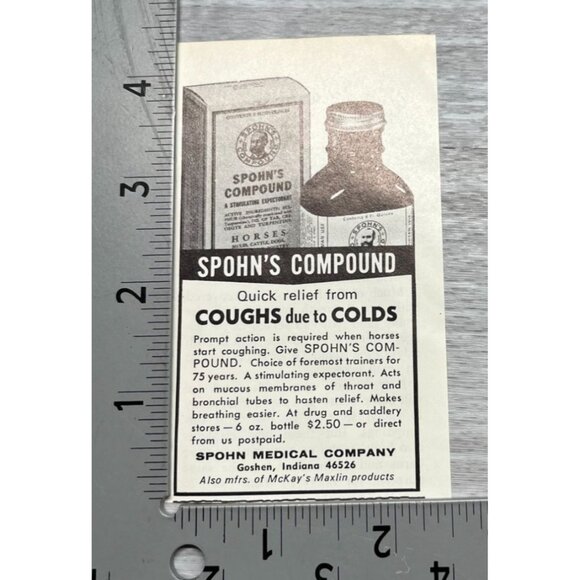 SPOHN'S
COMPOUND
A STIMULATING EXPECTORANT
HORSES
MULES, CATTLE, DOGS,
SPOHN'S COMPOUND
Quick relief from
COUGHS due to COLDS
Prompt action is required when horses
start coughing. Give SPOHN'S COM-
POUND. Choice of foremost trainers for
75 years. A stimulating expectorant. Acts
on mucous membranes of throat and
bronchial tubes to hasten relief. Makes
breathing easier. At drug and saddlery
stores—6 oz. bottle $2.50—or direct
from us postpaid.
SPOHN MEDICAL COMPANY
Goshen, Indiana 46526
Also mfrs. of McKay's Maxlin products
4
3
2
1
1
2